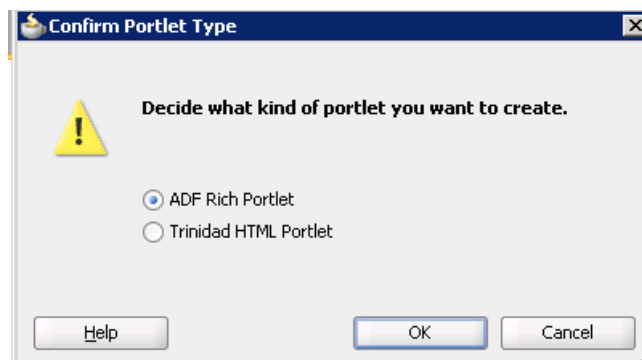 Confirm Portlet Type
Decide what kind of portlet you want to create.
ADF Rich Portlet
Trinidad HTML Portlet
Help
OK
Cancel